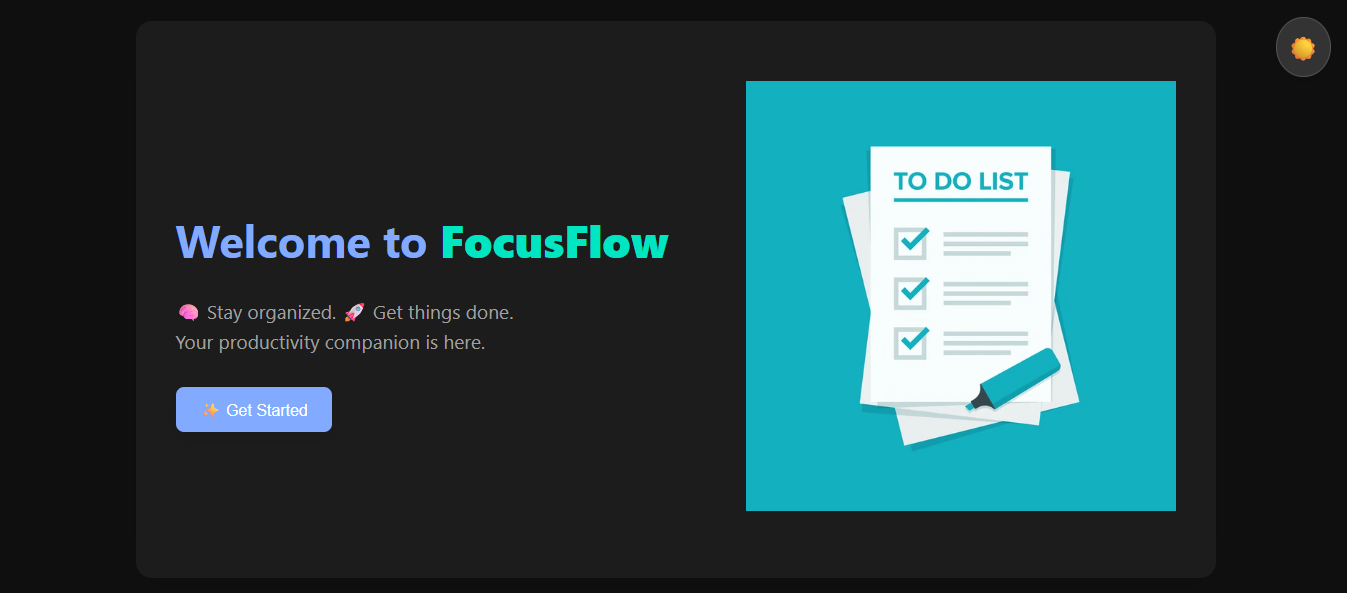 Welcome to FocusFlow
🧠 Stay organized. 🚀 Get things done.
Your productivity companion is here.
✨ Get Started
TO DO LIST